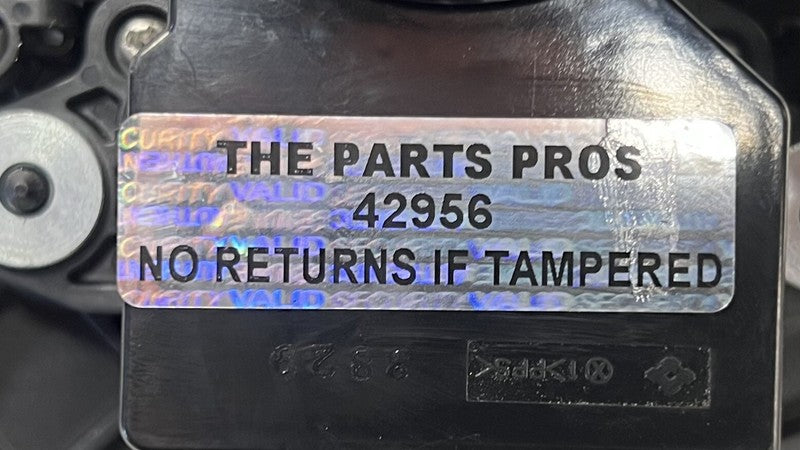 THE PARTS PROS
42956
NO RETURNS IF TAMPERED